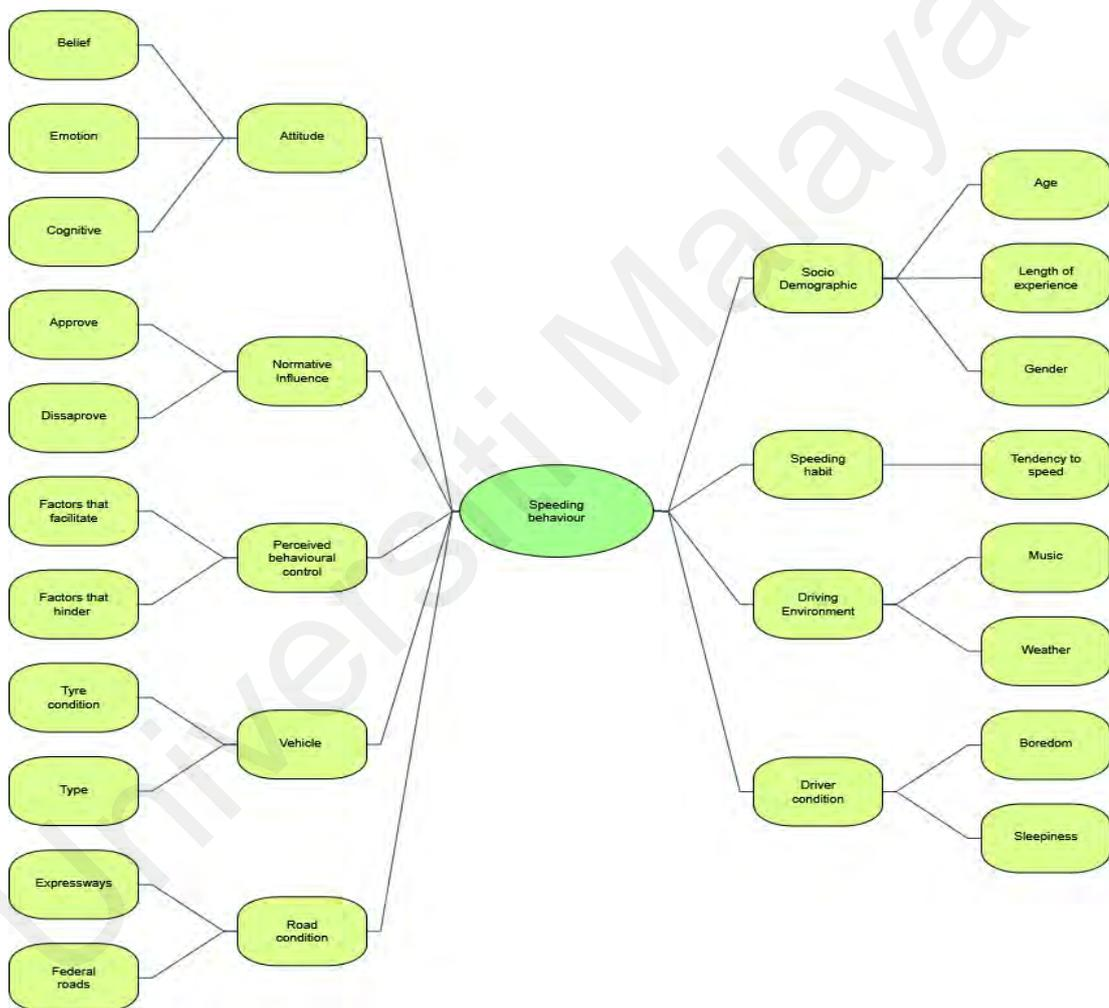 Belief
Emotion
Cognitive
Attitude
Approve
Dissaprove
Normative
Influence
Factors that
facilitate
Factors that
hinder
Perceived
behavioural
control
Tyre
condition
Type
Vehicle
Expressways
Federal
roads
Road
condition
Speeding
behaviour
Socio
Demographic
Age
Length of
experience
Gender
Speeding
habit
Tendency to
speed
Driving
Environment
Music
Weather
Driver
condition
Boredom
Sleepiness
Universiti Malaya